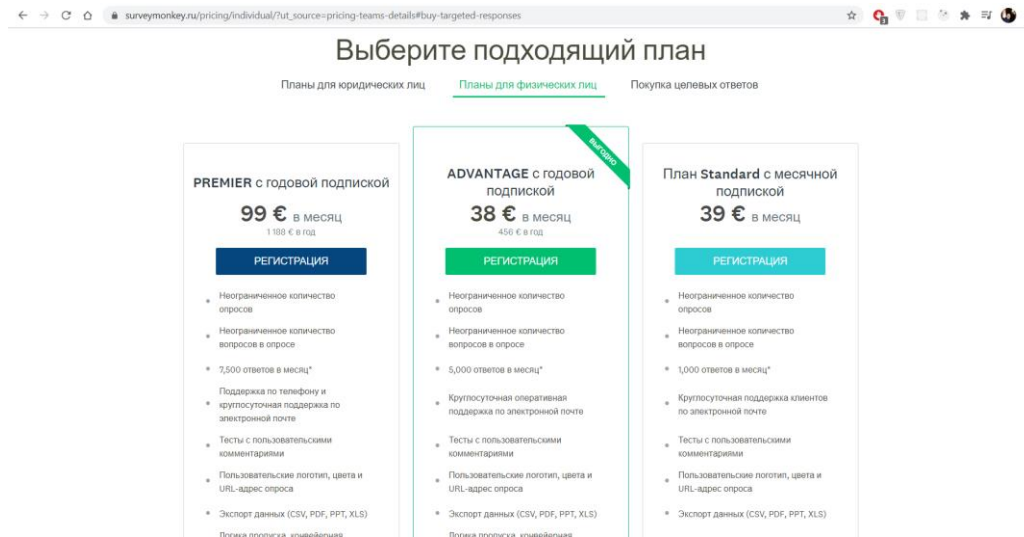 surveymonkey.ru/pricing/individual/?ut_source=pricing-teams-details#buy-targeted-responses
Выберите подходящий план
Планы для юридических лиц
Планы для физических лиц
Покупка целевых ответов
PREMIER с годовой подпиской
99 € в месяц
1 188 € в год
РЕГИСТРАЦИЯ
Неограниченное количество
опросов
Неограниченное количество
вопросов в опросе
7,500 ответов в месяц*
Поддержка по телефону и
круглосуточная поддержка по
электронной почте
Тесты с пользовательскими
комментариями
Пользовательские логотип, цвета и
URL-адрес опроса
Экспорт данных (CSV, PDF, PPT, XLS)
Логика пропуска, конвейерная
ВЫГОДНО
ADVANTAGE с годовой
подпиской
38 € в месяц
456 € в год
РЕГИСТРАЦИЯ
Неограниченное количество
опросов
Неограниченное количество
вопросов в опросе
5,000 ответов в месяц*
Круглосуточная оперативная
поддержка по электронной почте
Тесты с пользовательскими
комментариями
Пользовательские логотип, цвета и
URL-адрес опроса
Экспорт данных (CSV, PDF, PPT, XLS)
Логика пропуска, конвейерная
План Standard с месячной
подпиской
39 € в месяц
РЕГИСТРАЦИЯ
Неограниченное количество
опросов
Неограниченное количество
вопросов в опросе
1,000 ответов в месяц*
Круглосуточная поддержка клиентов
по электронной почте
Тесты с пользовательскими
комментариями
Пользовательские логотип, цвета и
URL-адрес опроса
Экспорт данных (CSV, PDF, PPT, XLS)